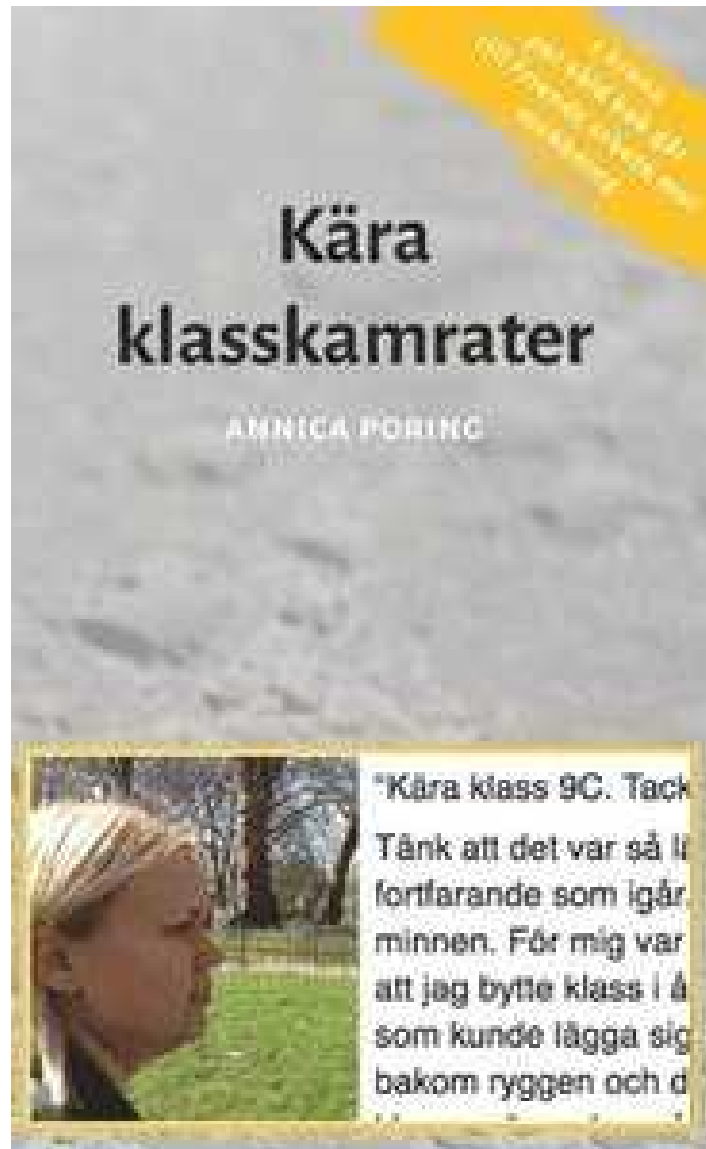 Kära
klasskamrater
ANNICA PORING
"Kära klass 9C. Tack
Tänk att det var så lä
fortfarande som igår.
minnen. För mig var
att jag bytte klass i å
som kunde lägga sig
bakom ryggen och d